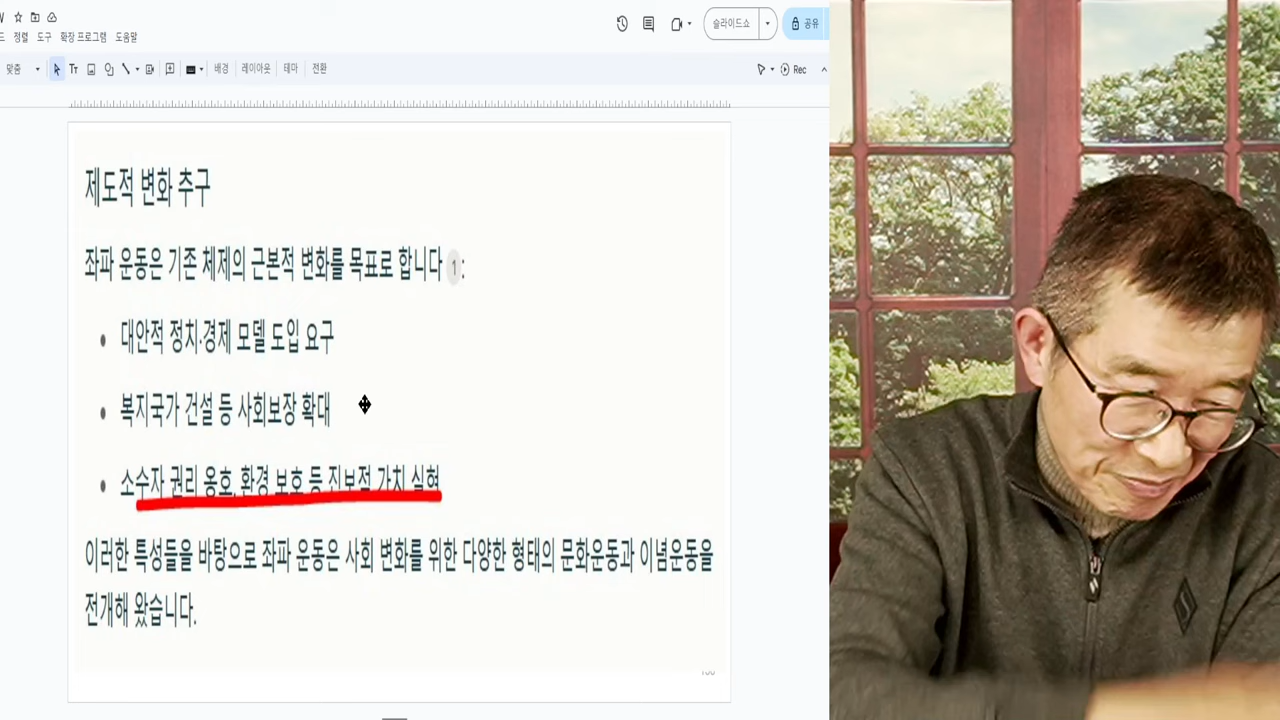 정렬 도구 확장 프로그램 도움말
슬라이드쇼
공유
맞춤
배경 레이아웃 테마 전환
Rec
제도적 변화 추구
좌파 운동은 기존 체제의 근본적 변화를 목표로 합니다 1 :
• 대안적 정치·경제 모델 도입 요구
• 복지국가 건설 등 사회보장 확대
• 소수자 권리 옹호, 환경 보호 등 진보적 가치 실현
이러한 특성들을 바탕으로 좌파 운동은 사회 변화를 위한 다양한 형태의 문화운동과 이념운동을
전개해 왔습니다.